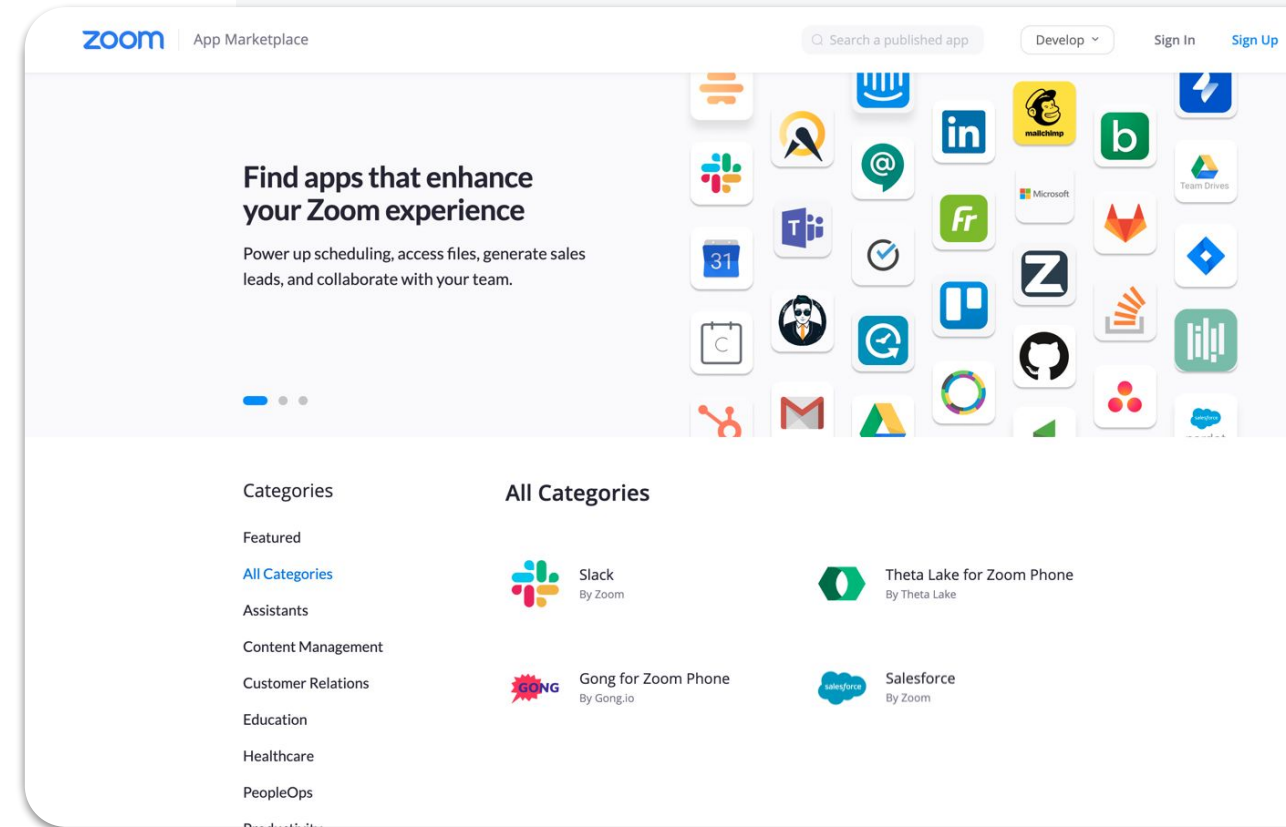 zoom
App Marketplace
Search a published app
Develop
Sign In
Sign Up
Find apps that enhance
your Zoom experience
Power up scheduling, access files, generate sales
leads, and collaborate with your team.
in
mailchimp
b
@
Microsoft
Team Drives
Fr
T
31
Z
C
salesforce
Categories
Featured
All Categories
Assistants
Content Management
Customer Relations
Education
Healthcare
PeopleOps
All Categories
Slack
By Zoom
Theta Lake for Zoom Phone
By Theta Lake
GONG
Gong for Zoom Phone
By Gong.io
salesforce
Salesforce
By Zoom